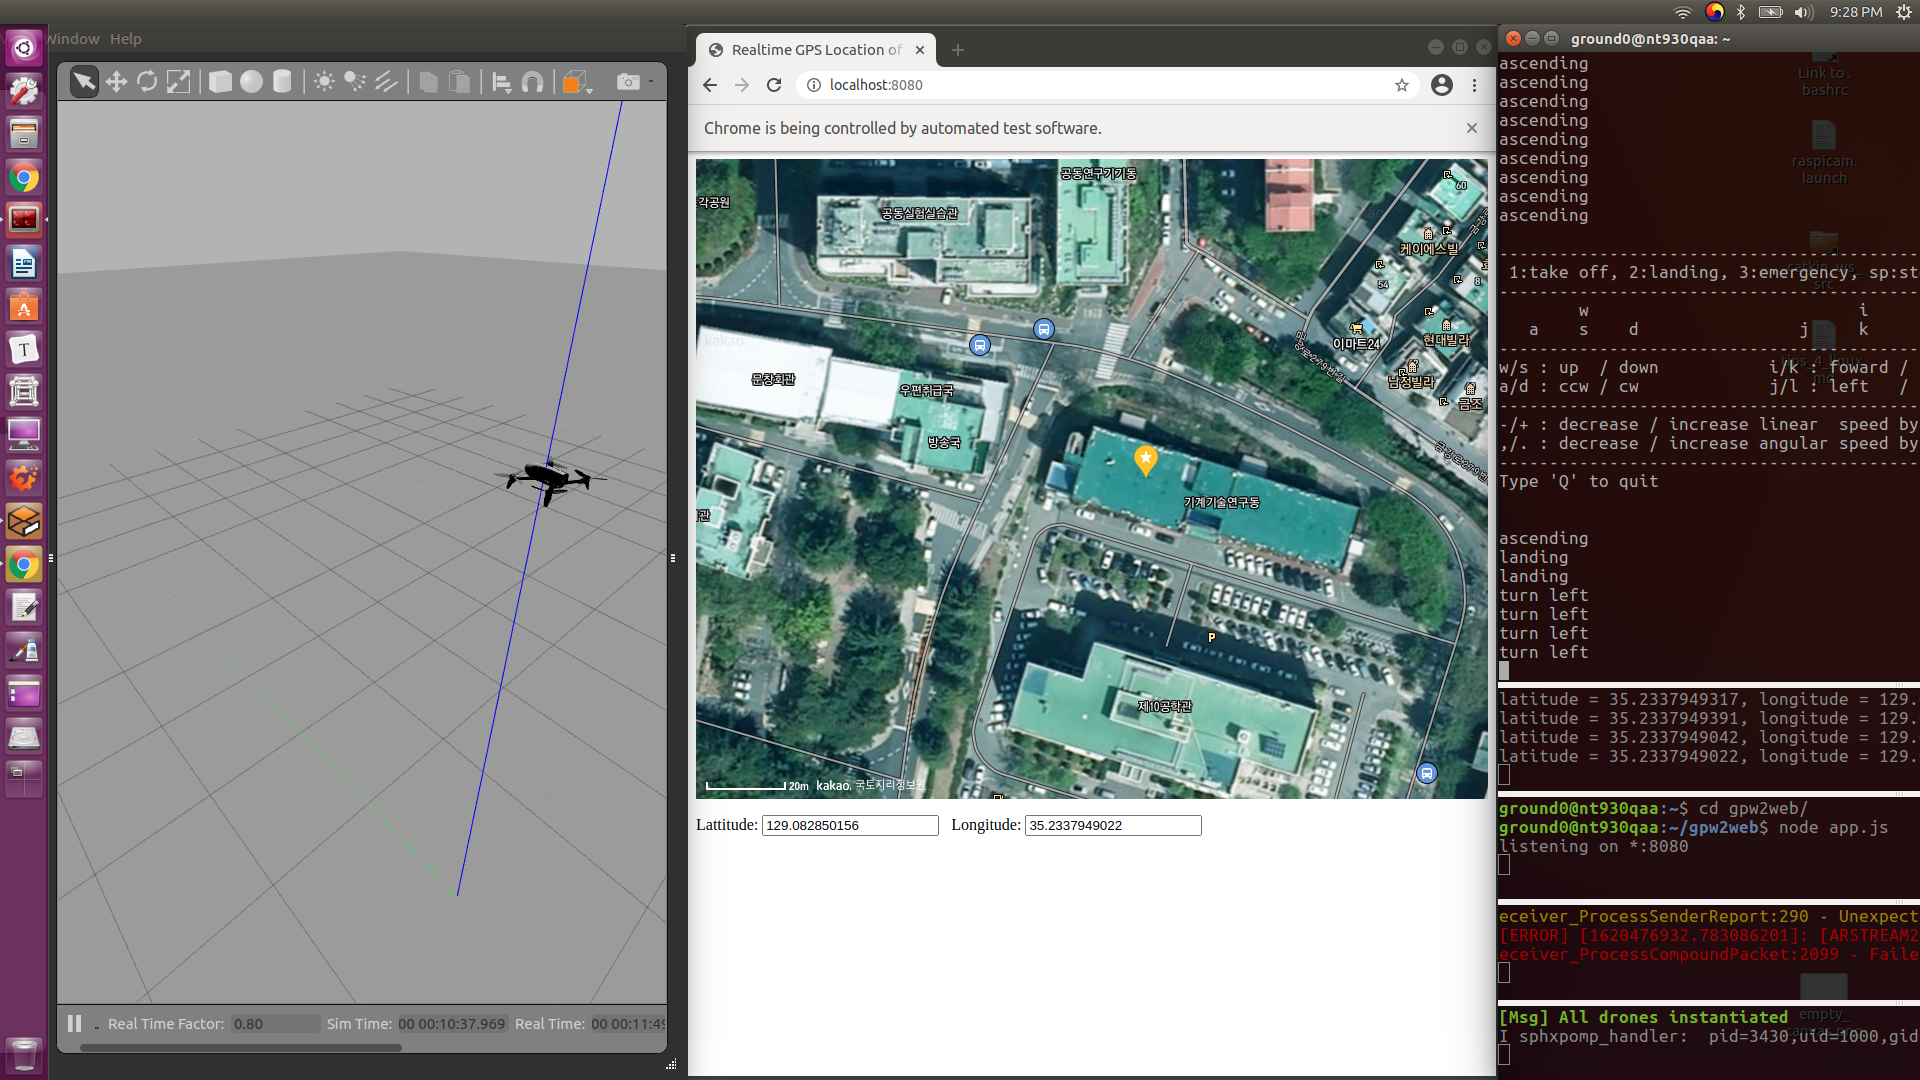 9:28 PM
Window Help
Real Time Factor: 0.80 Sim Time: 00 00:10:37.969 Real Time: 00 00:11:49
Realtime GPS Location of
localhost:8080
Chrome is being controlled by automated test software.
공동연구기기동
각공원
공동실험실습관
60
케이에스빌
54
8
이마트24
현대빌라
kakao
문창회관
우편취급국
남정빌라
금조
방송국
기계기술연구동
P
제10공학관
20m kakao. 국토지리정보원
Lattitude: 129.082850156 Longitude: 35.2337949022
ground0@nt930qaa: ~
ascending
ascending
ascending
ascending
ascending
ascending
ascending
ascending
ascending
Link to .
bashrc
raspicam.
launch
1:take off, 2:landing, 3:emergency, sp:st
w i
a s d j k
w/s : up / down i/k : foward /
a/d : ccw / cw j/l : left /
-/+ : decrease / increase linear speed by
,/. : decrease / increase angular speed by
Type 'Q' to quit
ascending
landing
landing
turn left
turn left
turn left
turn left
latitude = 35.2337949317, longitude = 129.
latitude = 35.2337949391, longitude = 129.
latitude = 35.2337949042, longitude = 129.
latitude = 35.2337949022, longitude = 129.
ground0@nt930qaa:~$ cd gpw2web/
ground0@nt930qaa:~/gpw2web$ node app.js
listening on *:8080
eceiver_ProcessSenderReport:290 - Unexpect
[ERROR] [1620476932.783086201]: [ARSTREAM2
eceiver_ProcessCompoundPacket:2099 - Faile
[Msg] All drones instantiated
I sphxpomp_handler: pid=3430,uid=1000,gid